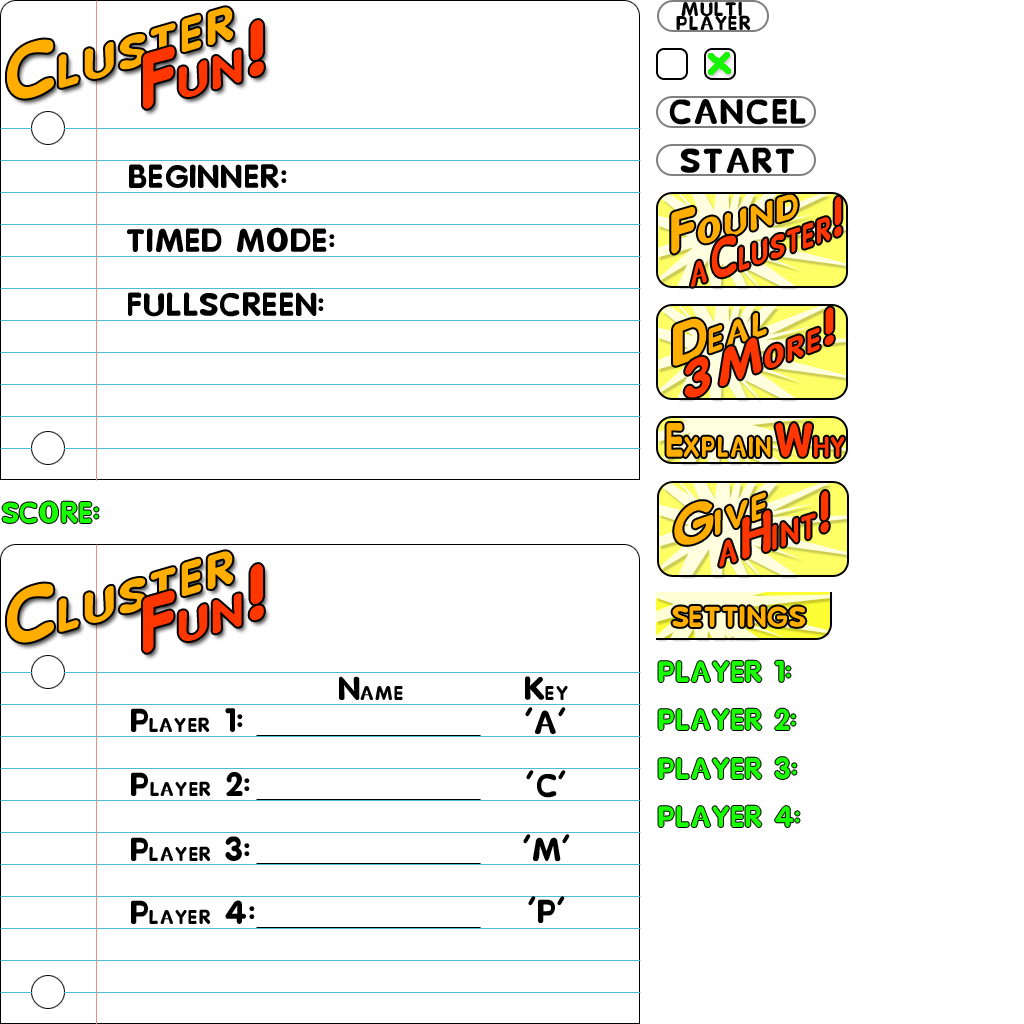 CLUSTER
FUN!
BEGINNER:
TIMED MODE:
FULLSCREEN:
SCORE:
CLUSTER
FUN!
NAME KEY
PLAYER 1: 'A'
PLAYER 2: 'C'
PLAYER 3: 'M'
PLAYER 4: 'P'
MULTI
PLAYER
CANCEL
START
FOUND
A CLUSTER!
DEAL
3 MORE!
EXPLAIN WHY
GIVE
A HINT!
SETTINGS
PLAYER 1:
PLAYER 2:
PLAYER 3:
PLAYER 4: